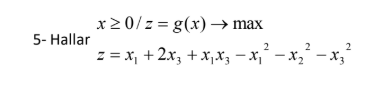 x ≥ 0 / z = g(x) → max
5- Hallar
z = x₁ + 2x₃ + x₁x₃ − x₁² − x₂² − x₃²